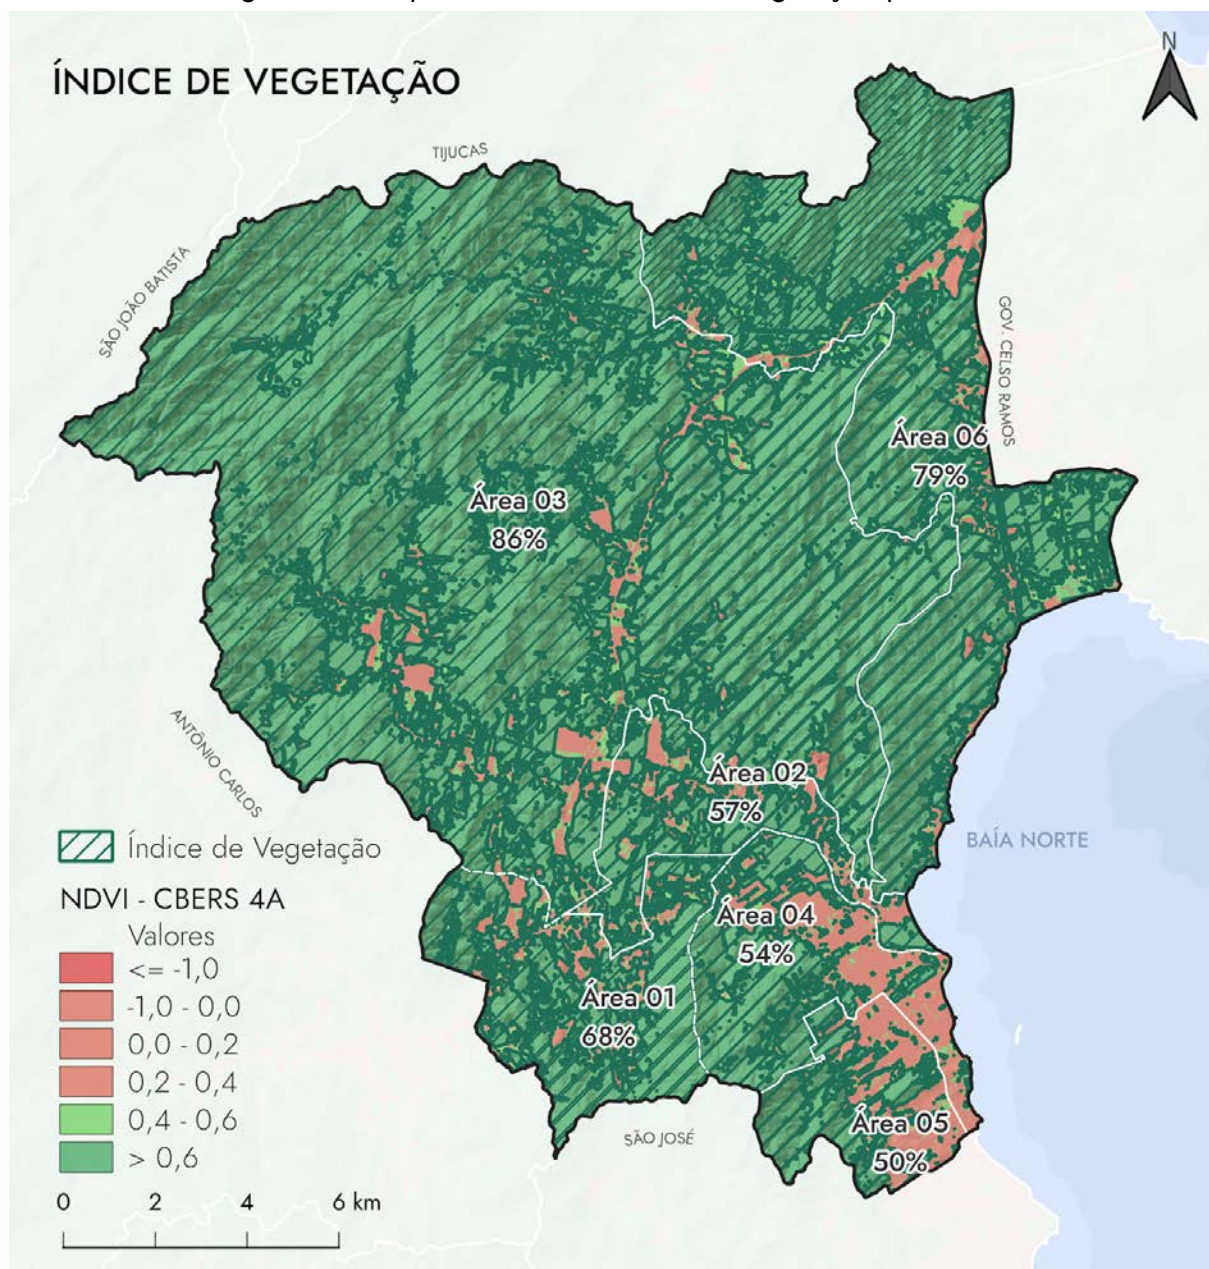 ÍNDICE DE VEGETAÇÃO
N
TIJUCAS
SÃO JOÃO BATISTA
GOV. CELSO RAMOS
Área 06
79%
Área 03
86%
ANTÔNIO CARLOS
Área 02
57%
BAÍA NORTE
Área 04
54%
Área 01
68%
Área 05
50%
SÃO JOSÉ
Índice de Vegetação
NDVI - CBERS 4A
Valores
<= -1,0
-1,0 - 0,0
0,0 - 0,2
0,2 - 0,4
0,4 - 0,6
> 0,6
0 2 4 6 km